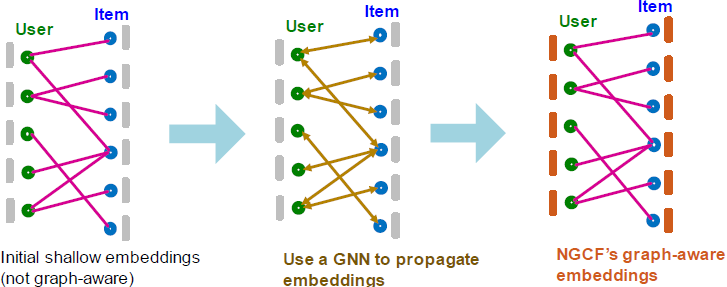 User
Item
User
Item
User
Item
Initial shallow embeddings
(not graph-aware)
Use a GNN to propagate
embeddings
NGCF's graph-aware
embeddings